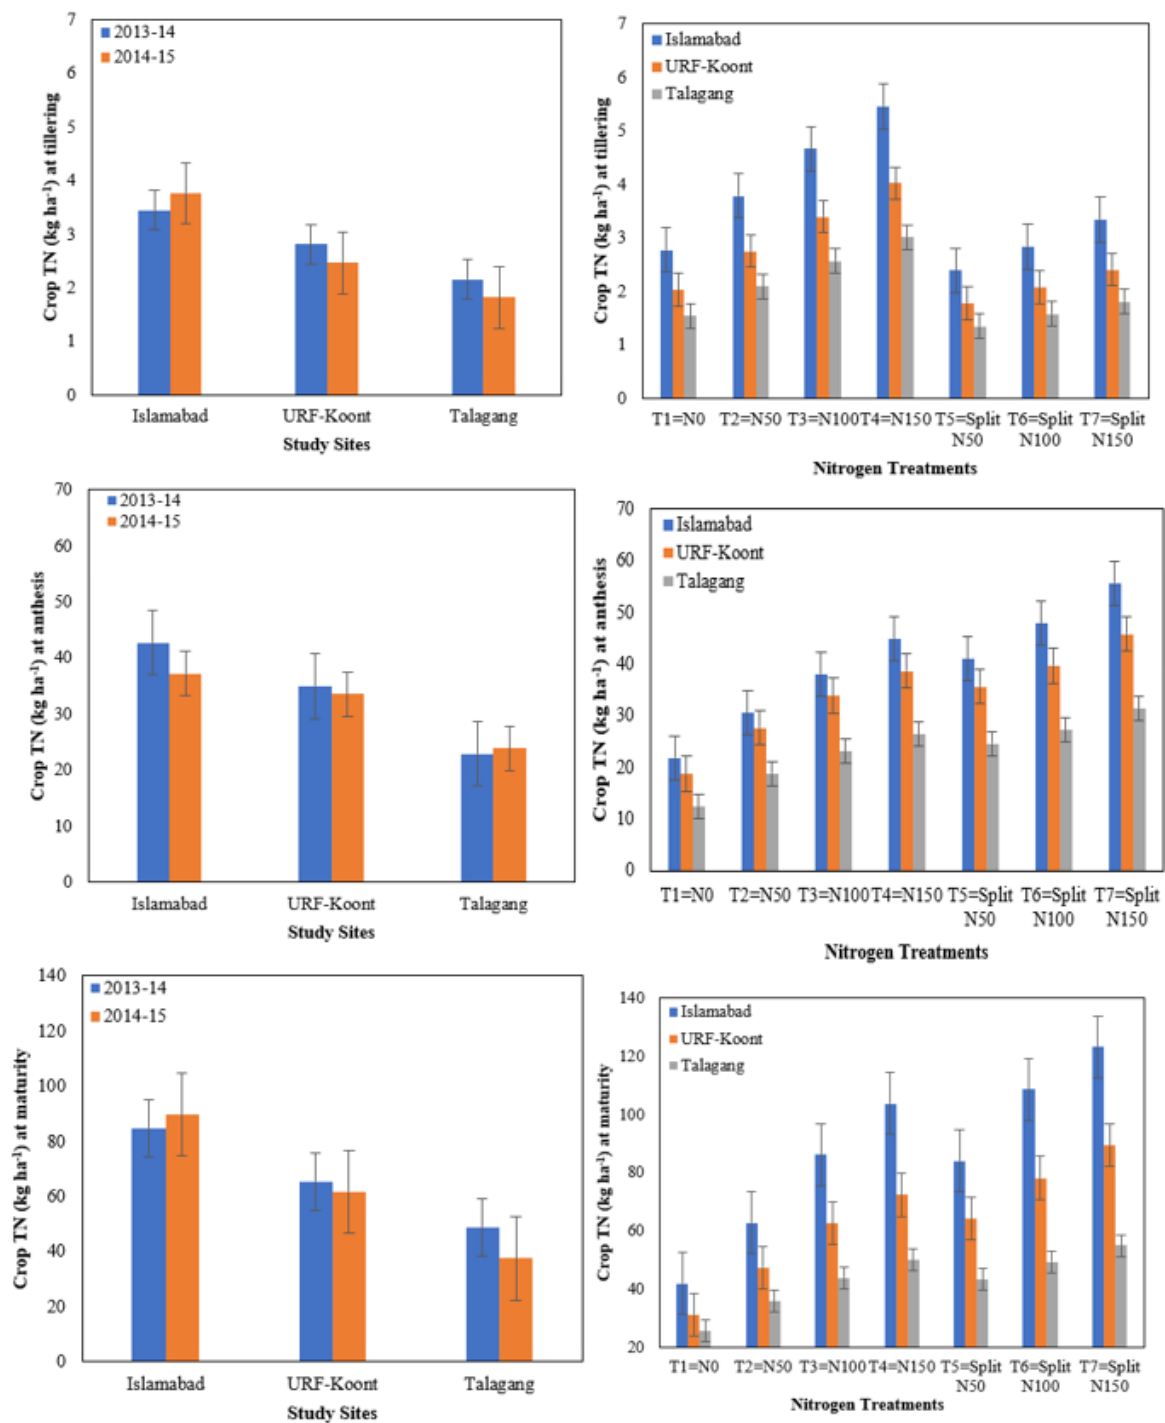 Crop TN (kg ha⁻¹) at tillering
7
6
5
4
3
2
1
0
2013-14
2014-15
Islamabad URF-Koont Talagang
Study Sites
Crop TN (kg ha⁻¹) at tillering
7
6
5
4
3
2
1
0
Islamabad
URF-Koont
Talagang
T1=N0 T2=N50 T3=N100 T4=N150 T5=Split T6=Split T7=Split
N50 N100 N150
Nitrogen Treatments
Crop TN (kg ha⁻¹) at anthesis
70
60
50
40
30
20
10
0
2013-14
2014-15
Islamabad URF-Koont Talagang
Study Sites
Crop TN (kg ha⁻¹) at anthesis
70
60
50
40
30
20
10
0
Islamabad
URF-Koont
Talagang
T1=N0 T2=N50 T3=N100 T4=N150 T5=Split T6=Split T7=Split
N50 N100 N150
Nitrogen Treatments
Crop TN (kg ha⁻¹) at maturity
140
120
100
80
60
40
20
0
2013-14
2014-15
Islamabad URF-Koont Talagang
Study Sites
Crop TN (kg ha⁻¹) at maturity
140
120
100
80
60
40
20
Islamabad
URF-Koont
Talagang
T1=N0 T2=N50 T3=N100 T4=N150 T5=Split T6=Split T7=Split
N50 N100 N150
Nitrogen Treatments